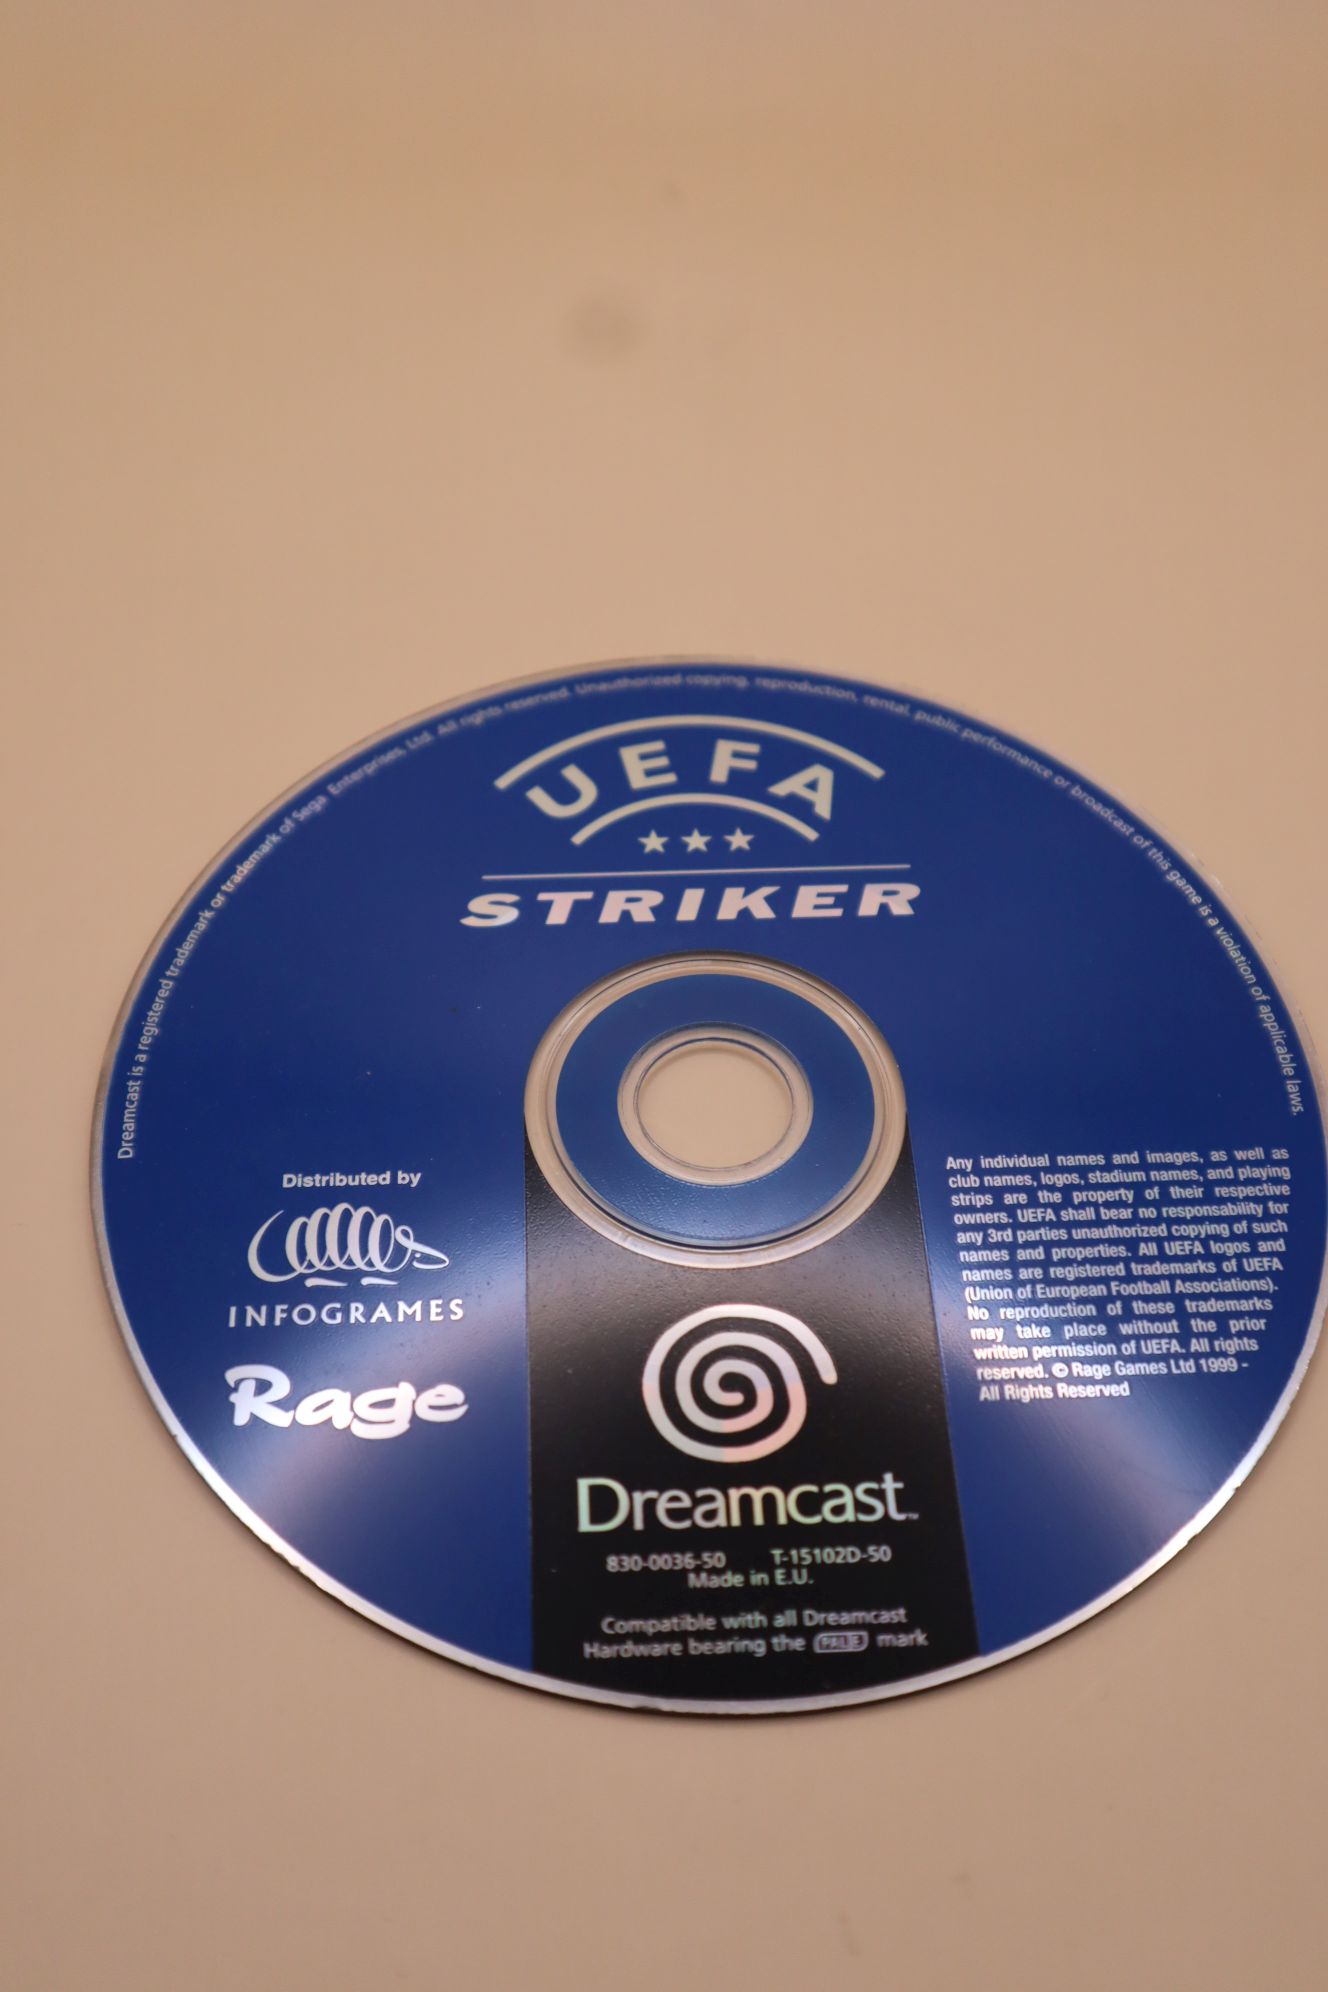 Dreamcast is a registered trademark or trademark of Sega Enterprises, Ltd. All rights reserved. Unauthorized copying, reproduction, rental, public performance or broadcast of this game is a violation of applicable laws.
UEFA
STRIKER
Distributed by
INFOGRAMES
Rage
Any individual names and images, as well as
club names, logos, stadium names, and playing
strips are the property of their respective
owners. UEFA shall bear no responsability for
any 3rd parties unauthorized copying of such
names and properties. All UEFA logos and
names are registered trademarks of UEFA
(Union of European Football Associations).
No reproduction of these trademarks
may take place without the prior
written permission of UEFA. All rights
reserved. © Rage Games Ltd 1999 -
All Rights Reserved
Dreamcast™
830-0036-50 T-15102D-50
Made in E.U.
Compatible with all Dreamcast
Hardware bearing the PAL E mark